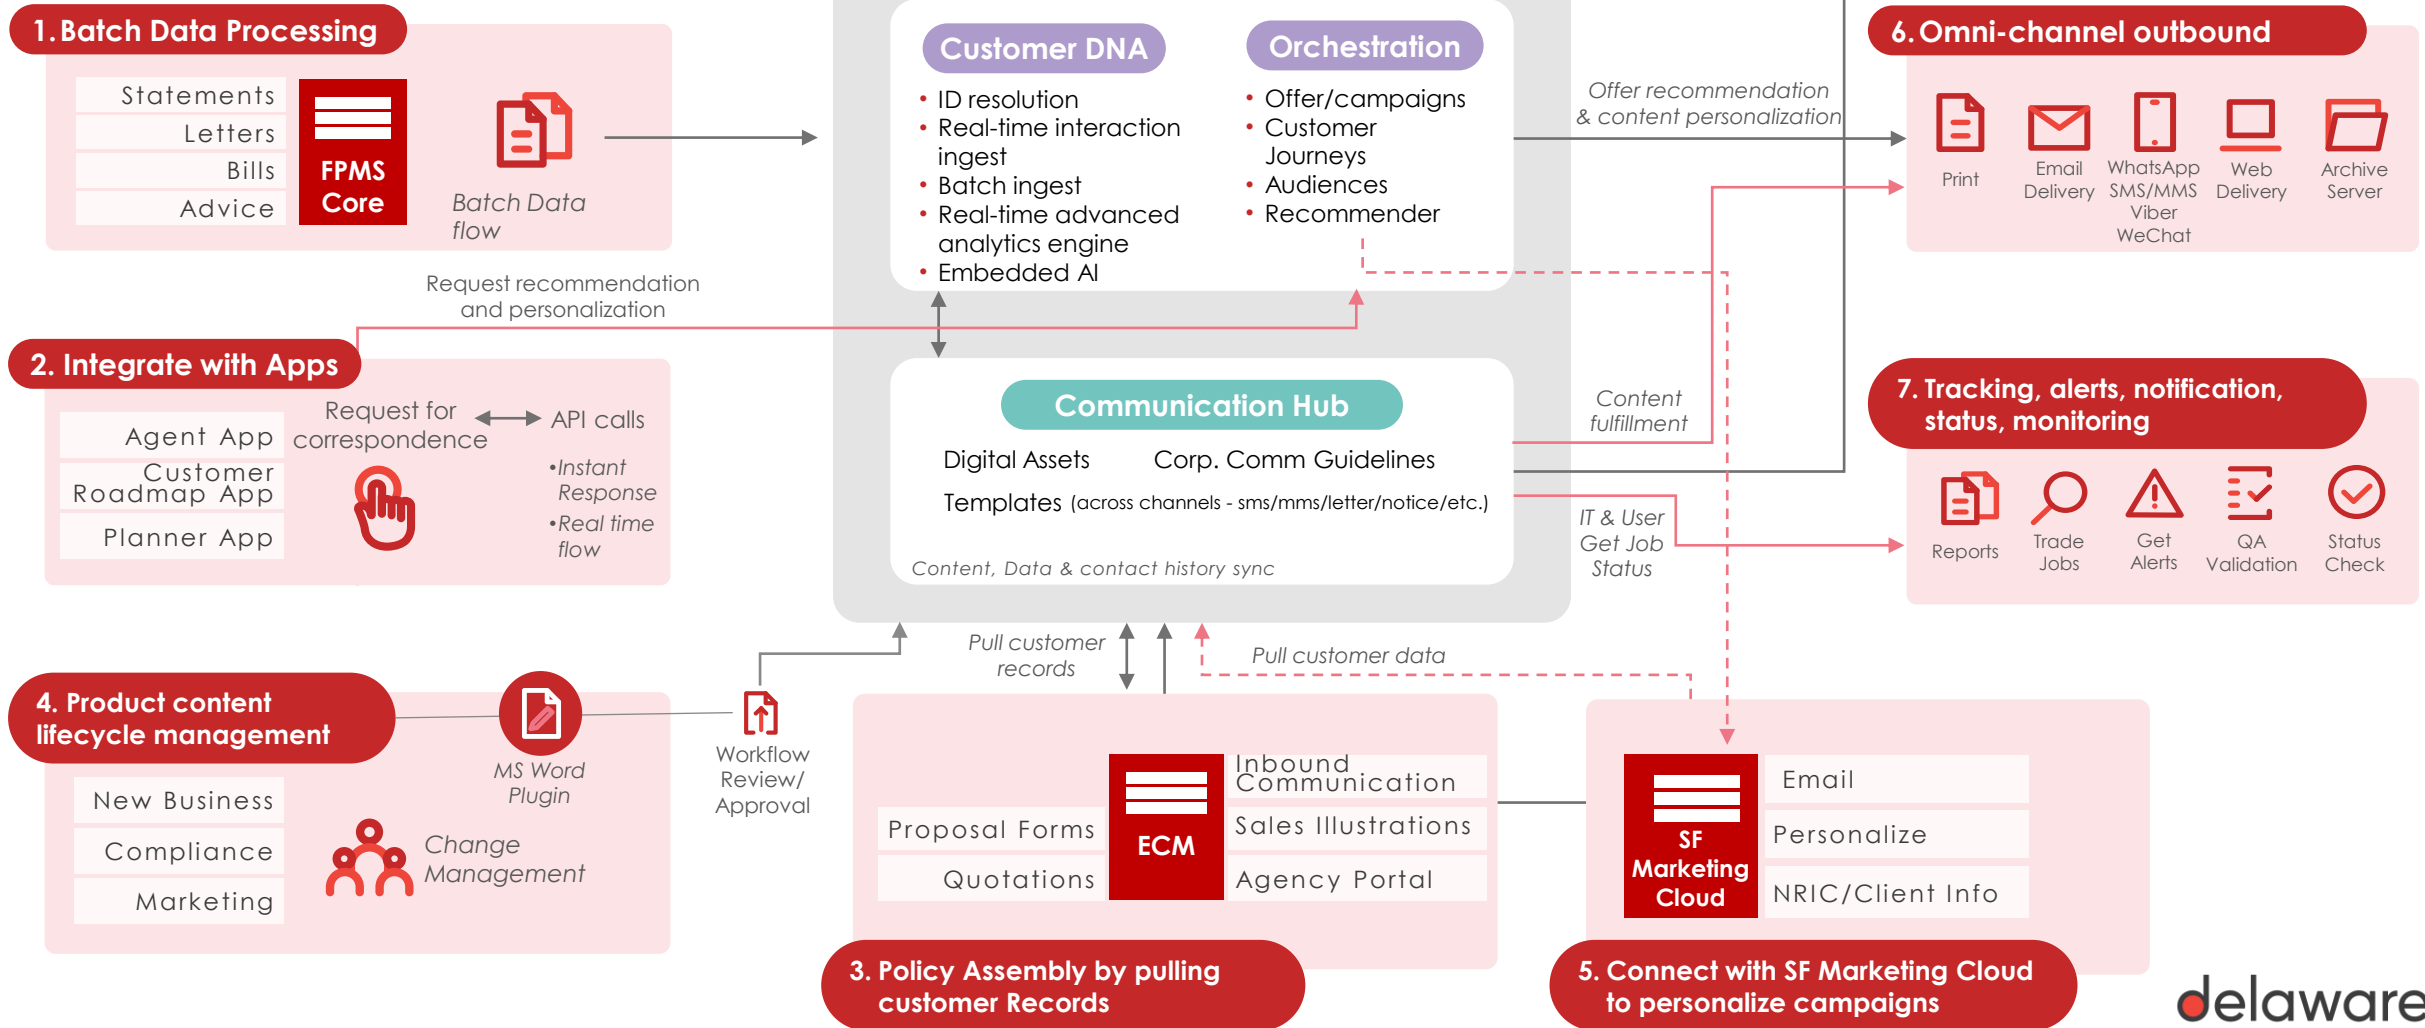 1. Batch Data Processing
Statements
Letters
Bills
Advice
FPMS
Core
Batch Data
flow
Customer DNA
• ID resolution
• Real-time interaction
ingest
• Batch ingest
• Real-time advanced
analytics engine
• Embedded AI
Orchestration
• Offer/campaigns
• Customer
Journeys
• Audiences
• Recommender
Offer recommendation
& content personalization
6. Omni-channel outbound
Print
Email
Delivery
WhatsApp
SMS/MMS
Viber
WeChat
Web
Delivery
Archive
Server
Request recommendation
and personalization
2. Integrate with Apps
Agent App
Customer
Roadmap App
Planner App
Request for
correspondence
API calls
•Instant
Response
•Real time
flow
Communication Hub
Digital Assets
Corp. Comm Guidelines
Templates (across channels - sms/mms/letter/notice/etc.)
Content, Data & contact history sync
Content
fulfillment
IT & User
Get Job
Status
7. Tracking, alerts, notification,
status, monitoring
Reports
Trade
Jobs
Get
Alerts
QA
Validation
Status
Check
Pull customer
records
Pull customer data
4. Product content
lifecycle management
MS Word
Plugin
Workflow
Review/
Approval
New Business
Compliance
Marketing
Change
Management
Proposal Forms
Quotations
ECM
Inbound
Communication
Sales Illustrations
Agency Portal
3. Policy Assembly by pulling
customer Records
SF
Marketing
Cloud
Email
Personalize
NRIC/Client Info
5. Connect with SF Marketing Cloud
to personalize campaigns
delaware